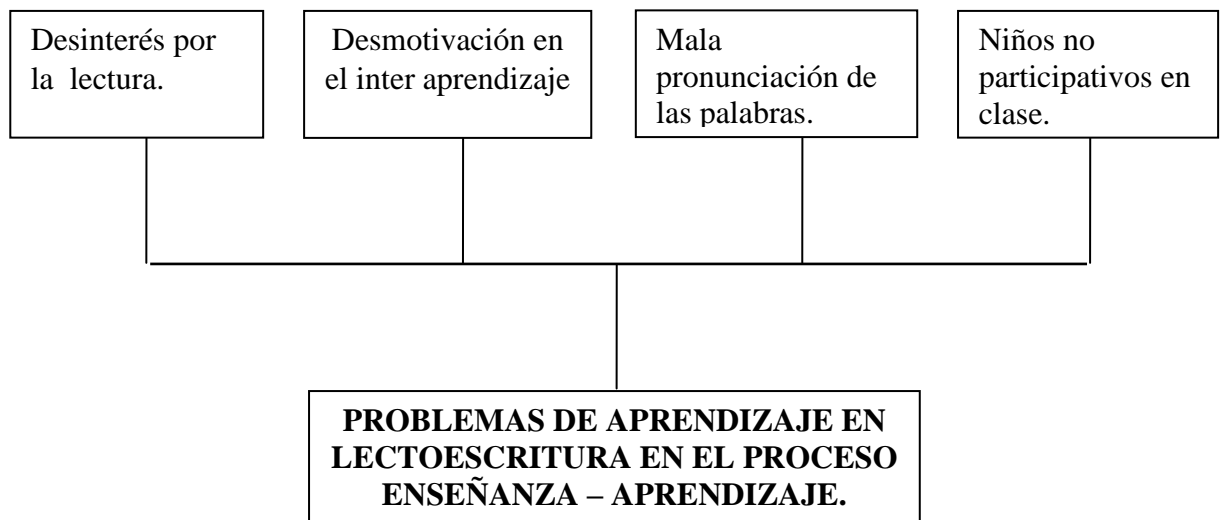 Desinterés por
la  lectura.
Desmotivación en
el inter aprendizaje
Mala
pronunciación de
las palabras.
Niños no
participativos en
clase.
PROBLEMAS DE APRENDIZAJE EN
LECTOESCRITURA EN EL PROCESO
ENSEÑANZA – APRENDIZAJE.